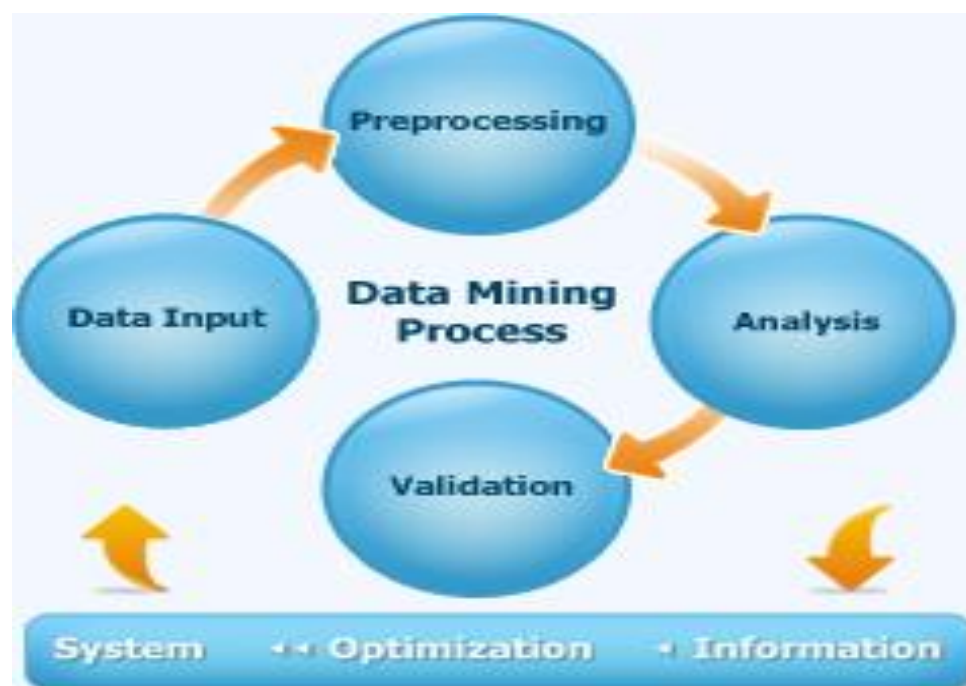 Preprocessing
Data Input
Data Mining
Process
Analysis
Validation
System ◂◂ Optimization ◂ Information